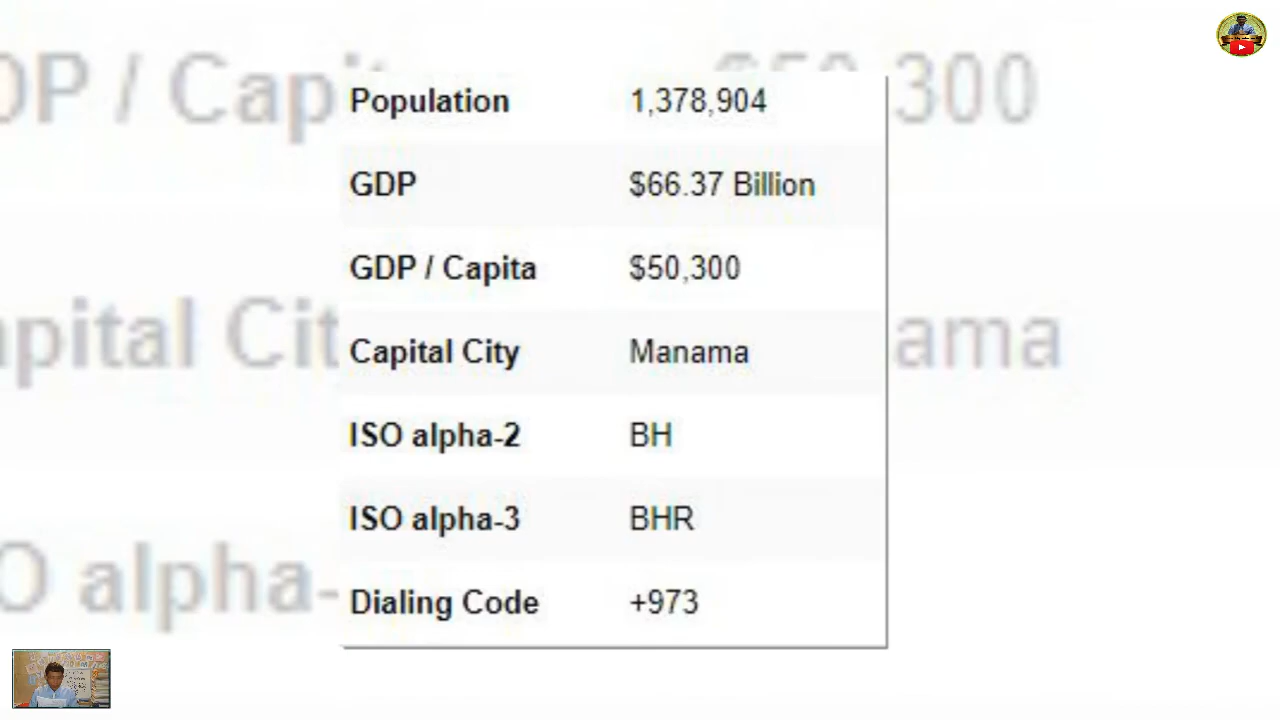 Population 1,378,904
GDP $66.37 Billion
GDP / Capita $50,300
Capital City Manama
ISO alpha-2 BH
ISO alpha-3 BHR
Dialing Code +973